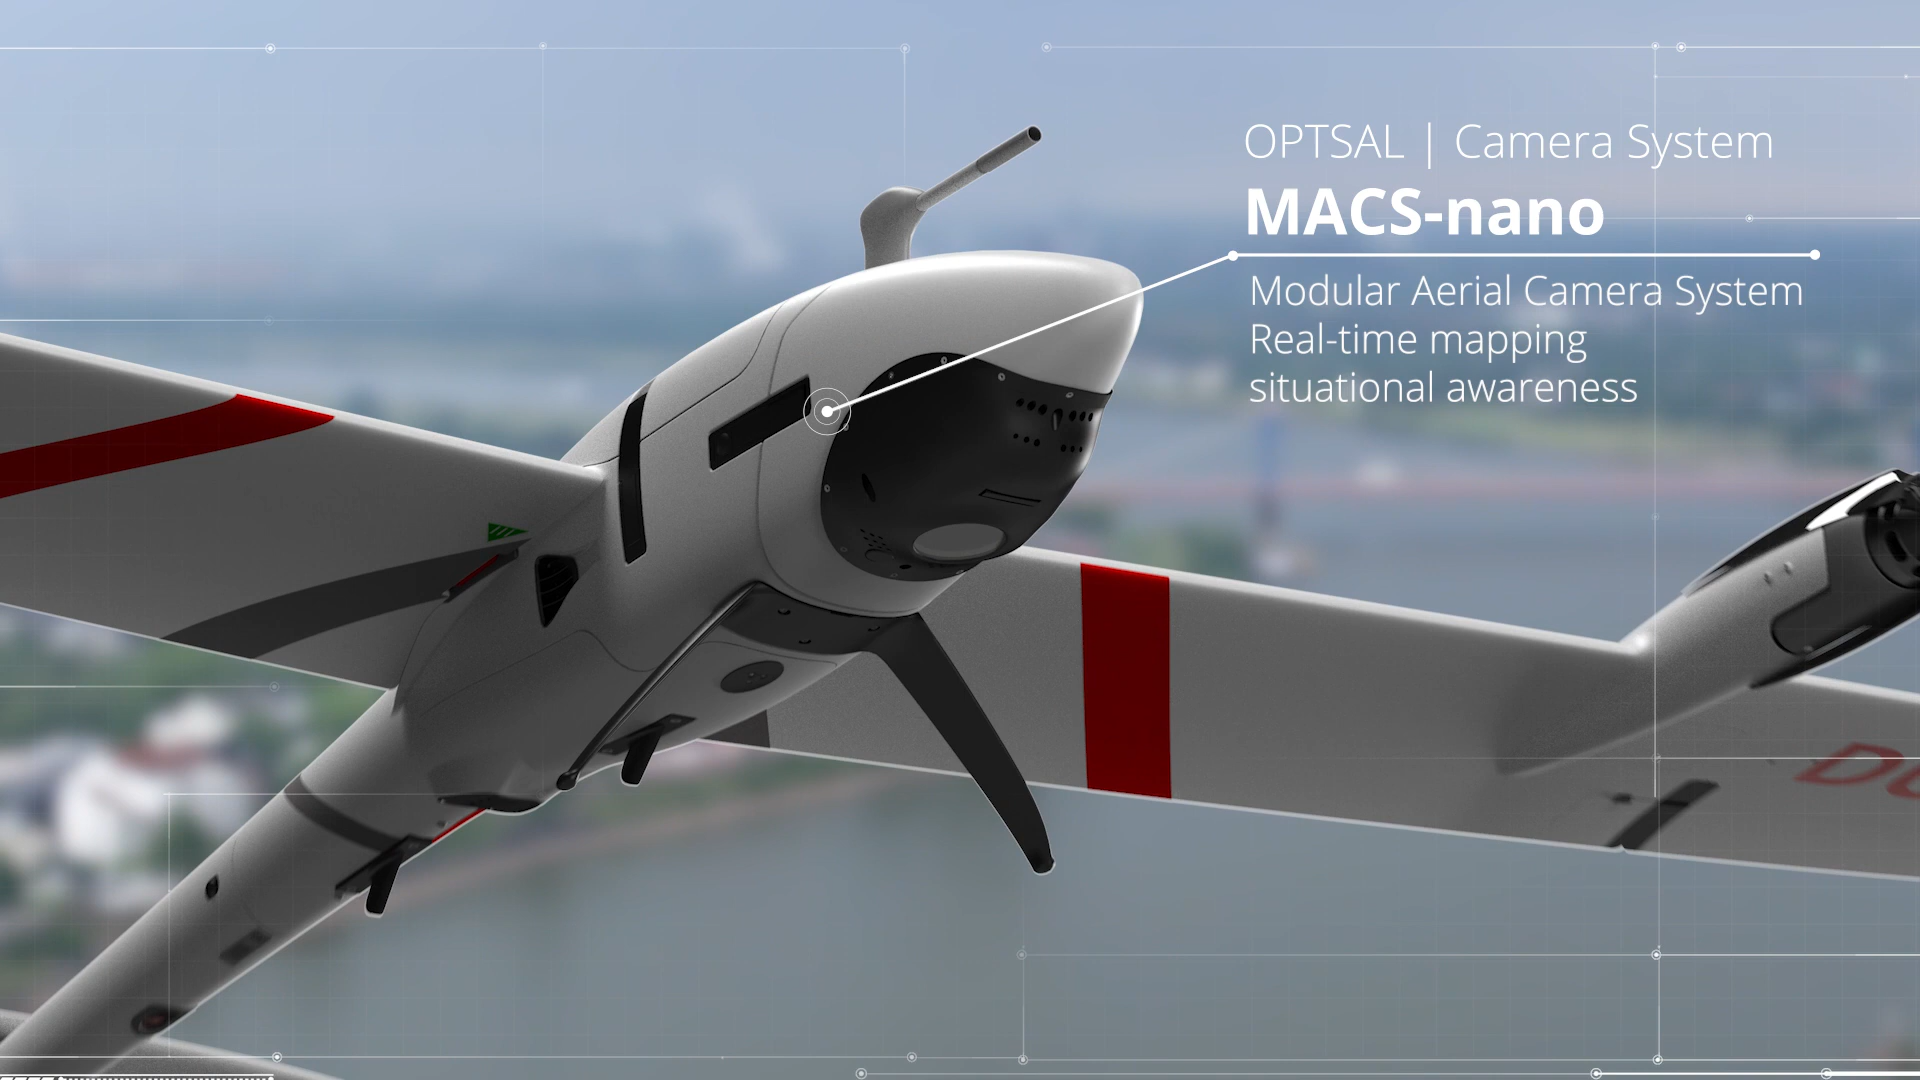 OPTSAL | Camera System
MACS-nano
Modular Aerial Camera System
Real-time mapping
situational awareness